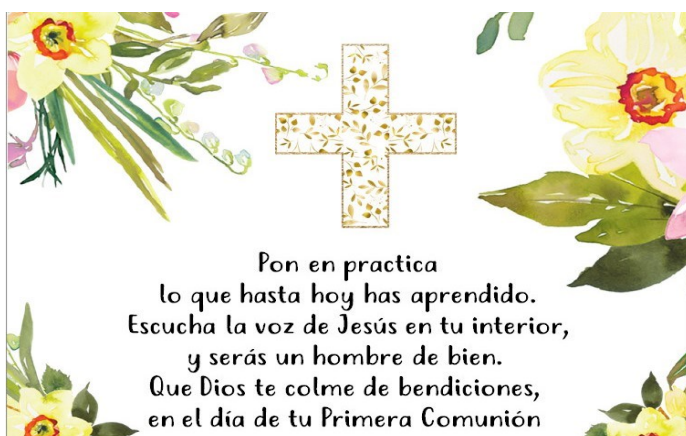 Pon en practica
lo que hasta hoy has aprendido.
Escucha la voz de Jesús en tu interior,
y serás un hombre de bien.
Que Dios te colme de bendiciones,
en el día de tu Primera Comunión